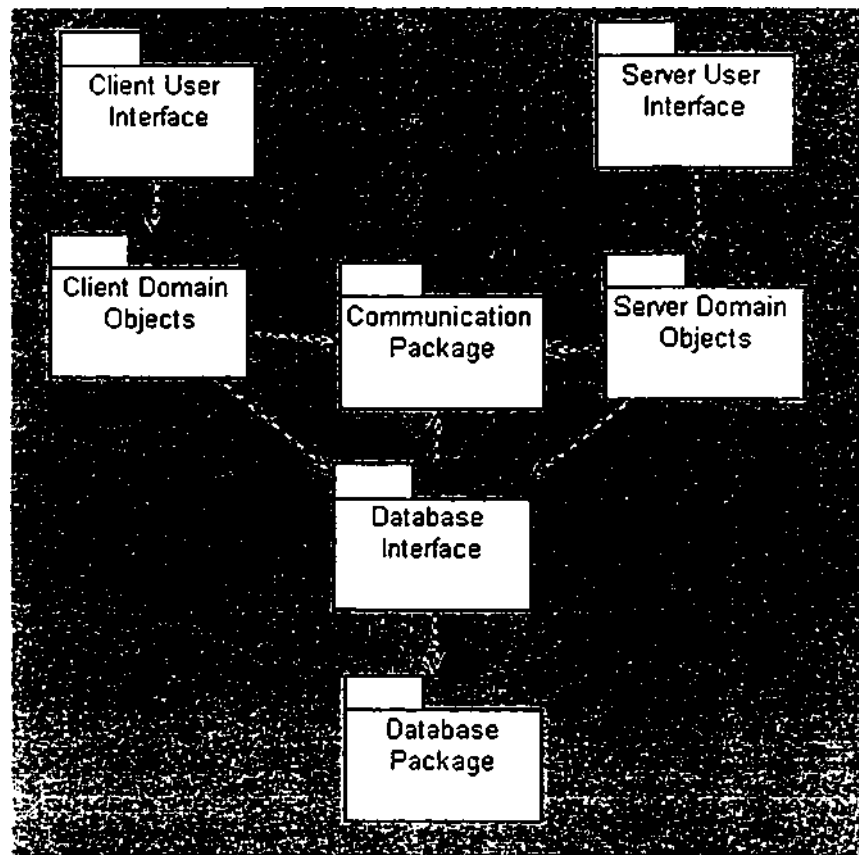 Client User
Interface
Server User
Interface
Client Domain
Objects
Communication
Package
Server Domain
Objects
Database
Interface
Database
Package